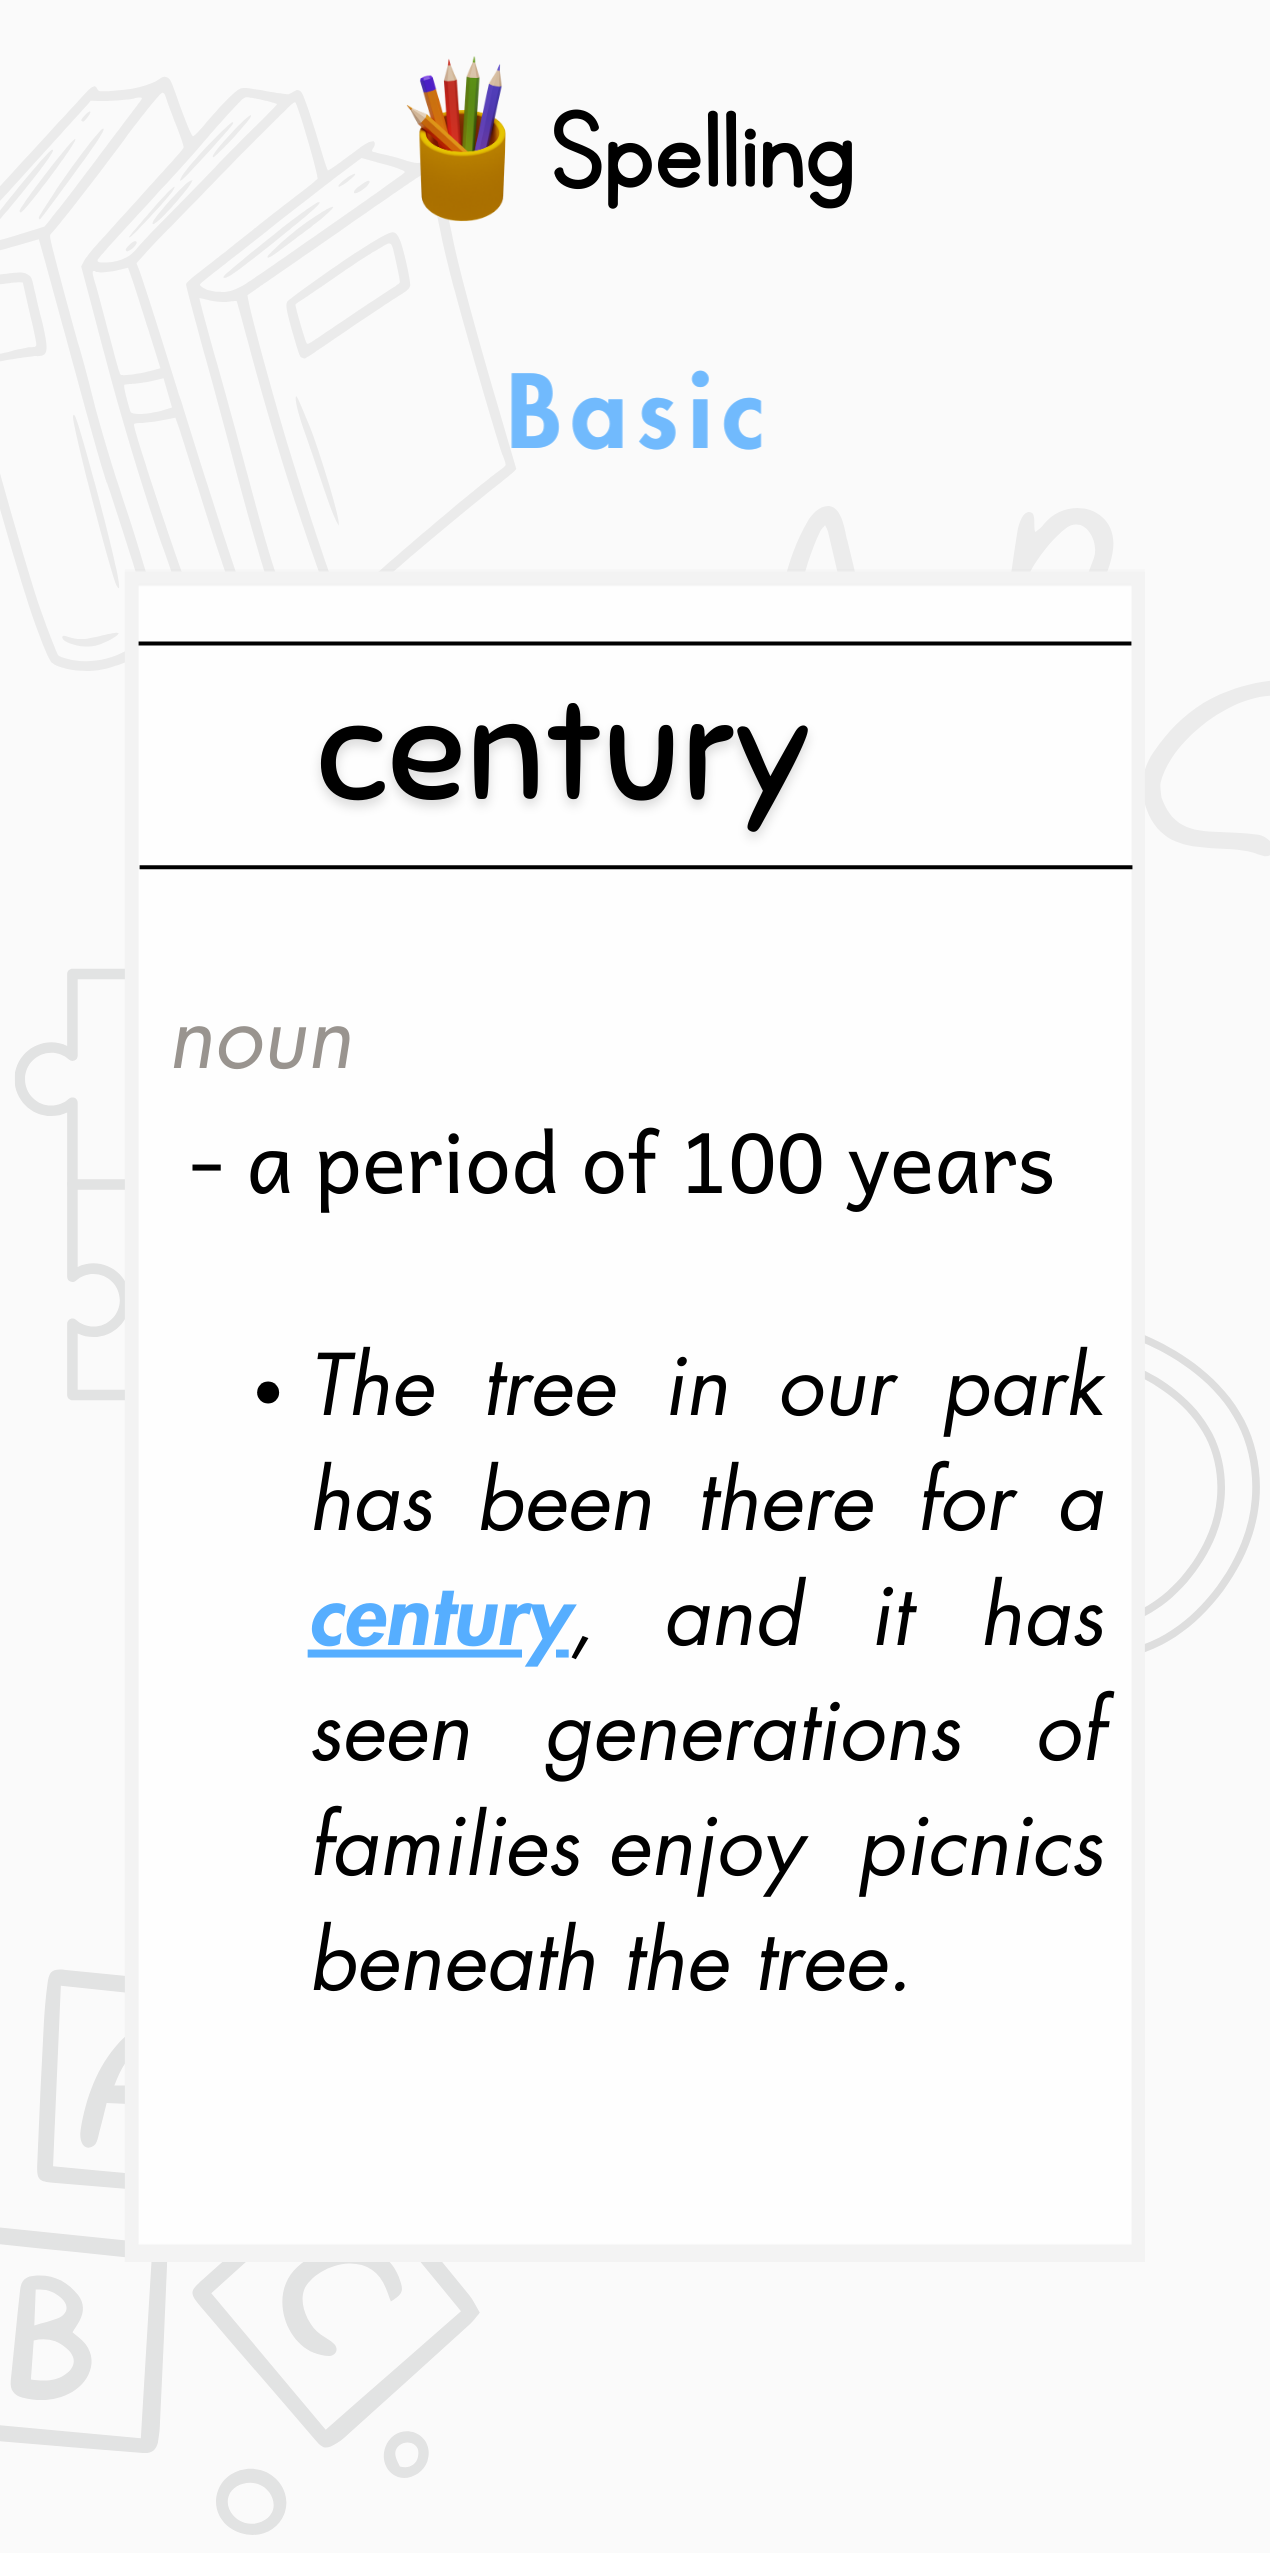 Spelling
Basic
century
noun
- a period of 100 years
• The tree in our park
has been there for a
century, and it has
seen generations of
families enjoy picnics
beneath the tree.
A
B
C